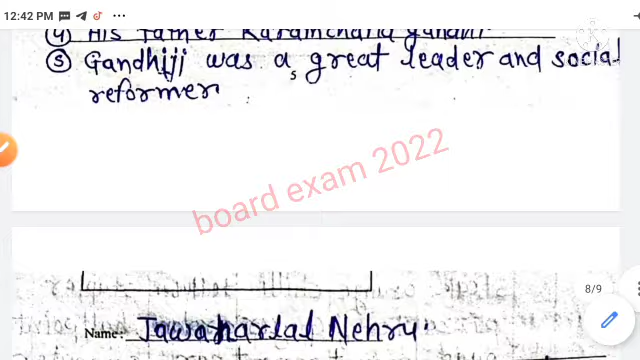 12:42 PM
④ His father Karamchand gandhi.
⑤ Gandhiji was a great leader and social
reformer
board exam 2022
8/9
Name: Jawaharlal Nehru